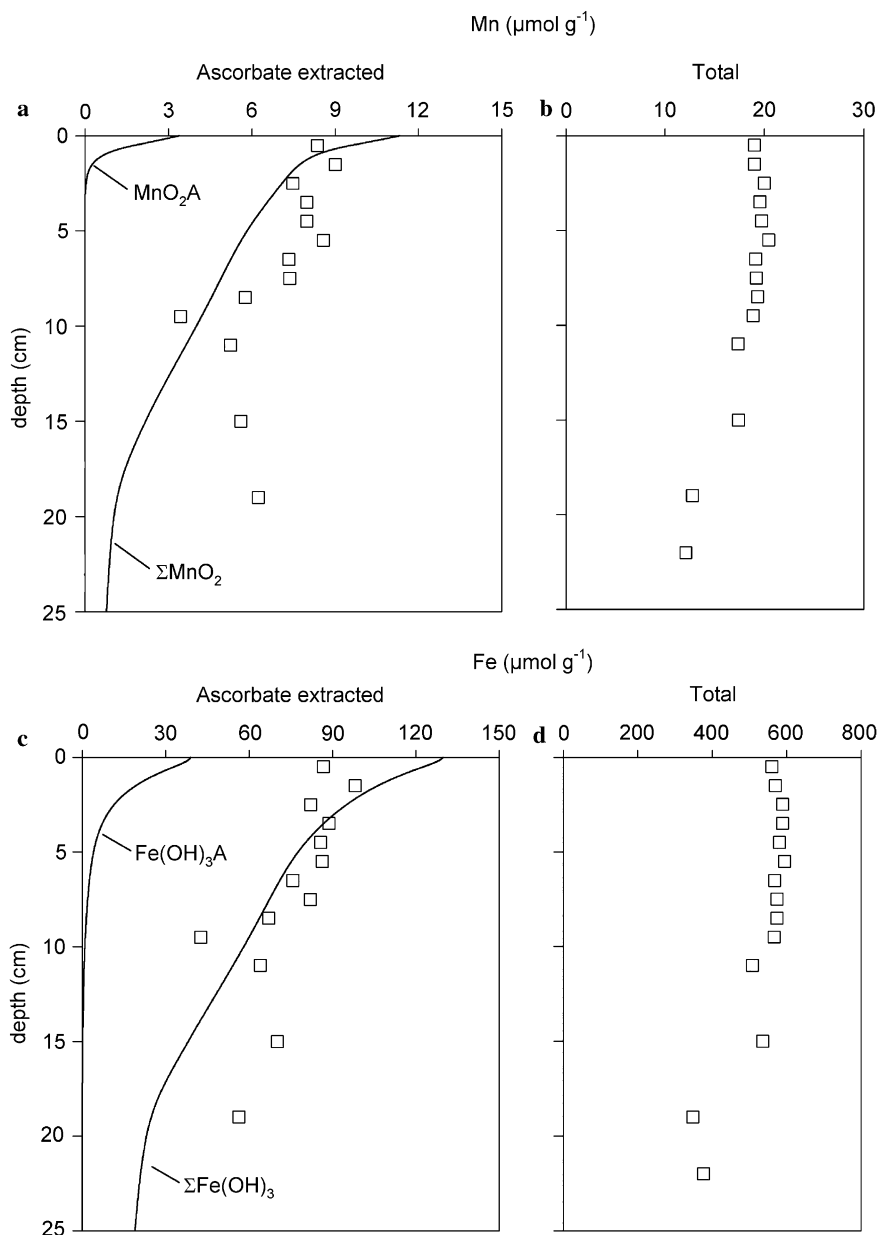 Mn (µmol g⁻¹)
Ascorbate extracted
Total
a
0 3 6 9 12 15
b
0 10 20 30
0
5
10
15
20
25
depth (cm)
MnO₂A
ΣMnO₂
Fe (µmol g⁻¹)
Ascorbate extracted
Total
c
0 30 60 90 120 150
d
0 200 400 600 800
0
5
10
15
20
25
depth (cm)
Fe(OH)₃A
ΣFe(OH)₃